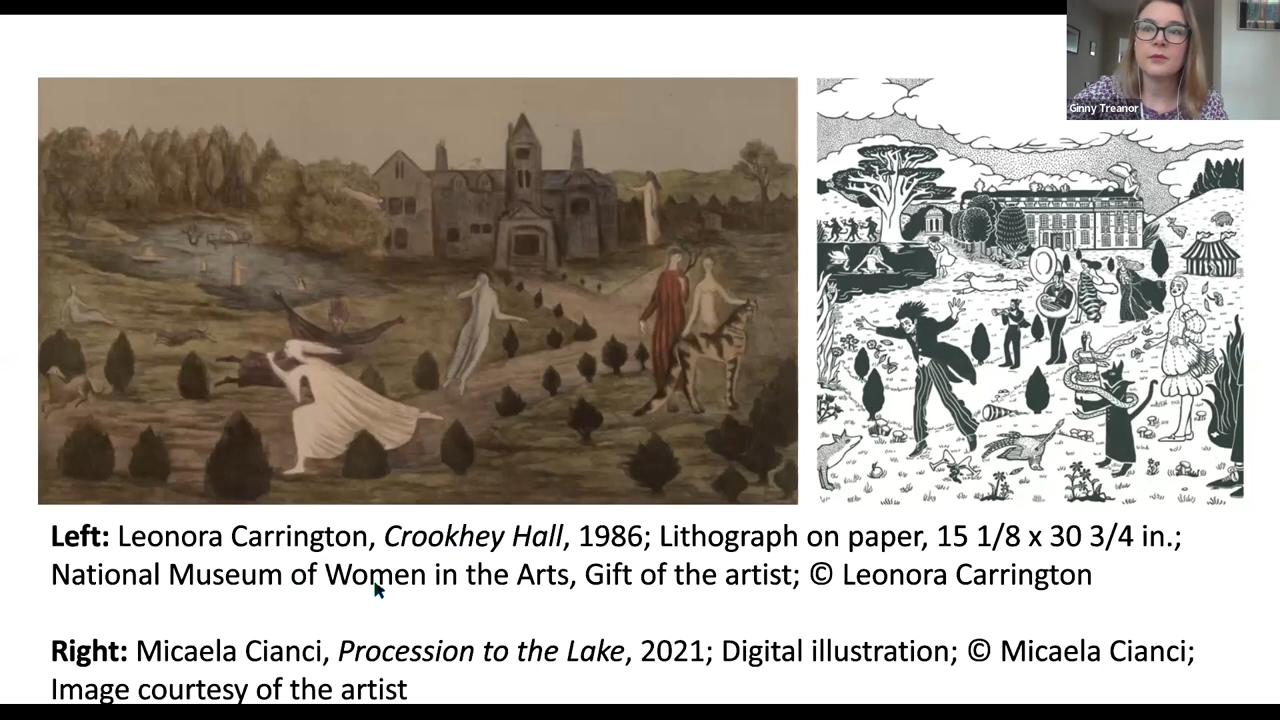 Ginny Treanor
Left: Leonora Carrington, Crookhey Hall, 1986; Lithograph on paper, 15 1/8 x 30 3/4 in.;
National Museum of Women in the Arts, Gift of the artist; © Leonora Carrington
Right: Micaela Cianci, Procession to the Lake, 2021; Digital illustration; © Micaela Cianci;
Image courtesy of the artist